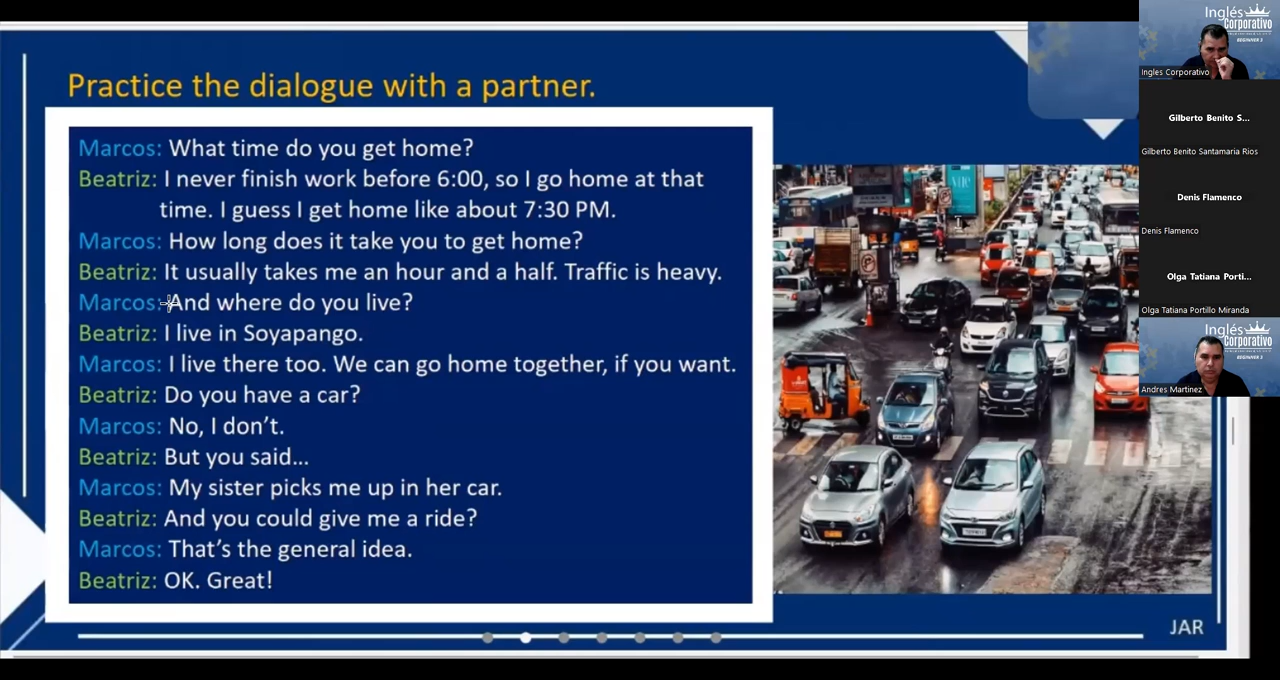 Practice the dialogue with a partner.
Marcos: What time do you get home?
Beatriz: I never finish work before 6:00, so I go home at that
time. I guess I get home like about 7:30 PM.
Marcos: How long does it take you to get home?
Beatriz: It usually takes me an hour and a half. Traffic is heavy.
Marcos: And where do you live?
Beatriz: I live in Soyapango.
Marcos: I live there too. We can go home together, if you want.
Beatriz: Do you have a car?
Marcos: No, I don’t.
Beatriz: But you said...
Marcos: My sister picks me up in her car.
Beatriz: And you could give me a ride?
Marcos: That’s the general idea.
Beatriz: OK. Great!
JAR
Inglés
Corporativo
BEGINNER 3
Ingles Corporativo
Gilberto Benito S...
Gilberto Benito Santamaria Rios
Denis Flamenco
Denis Flamenco
Olga Tatiana Porti...
Olga Tatiana Portillo Miranda
Inglés
Corporativo
BEGINNER 3
Andres Martinez